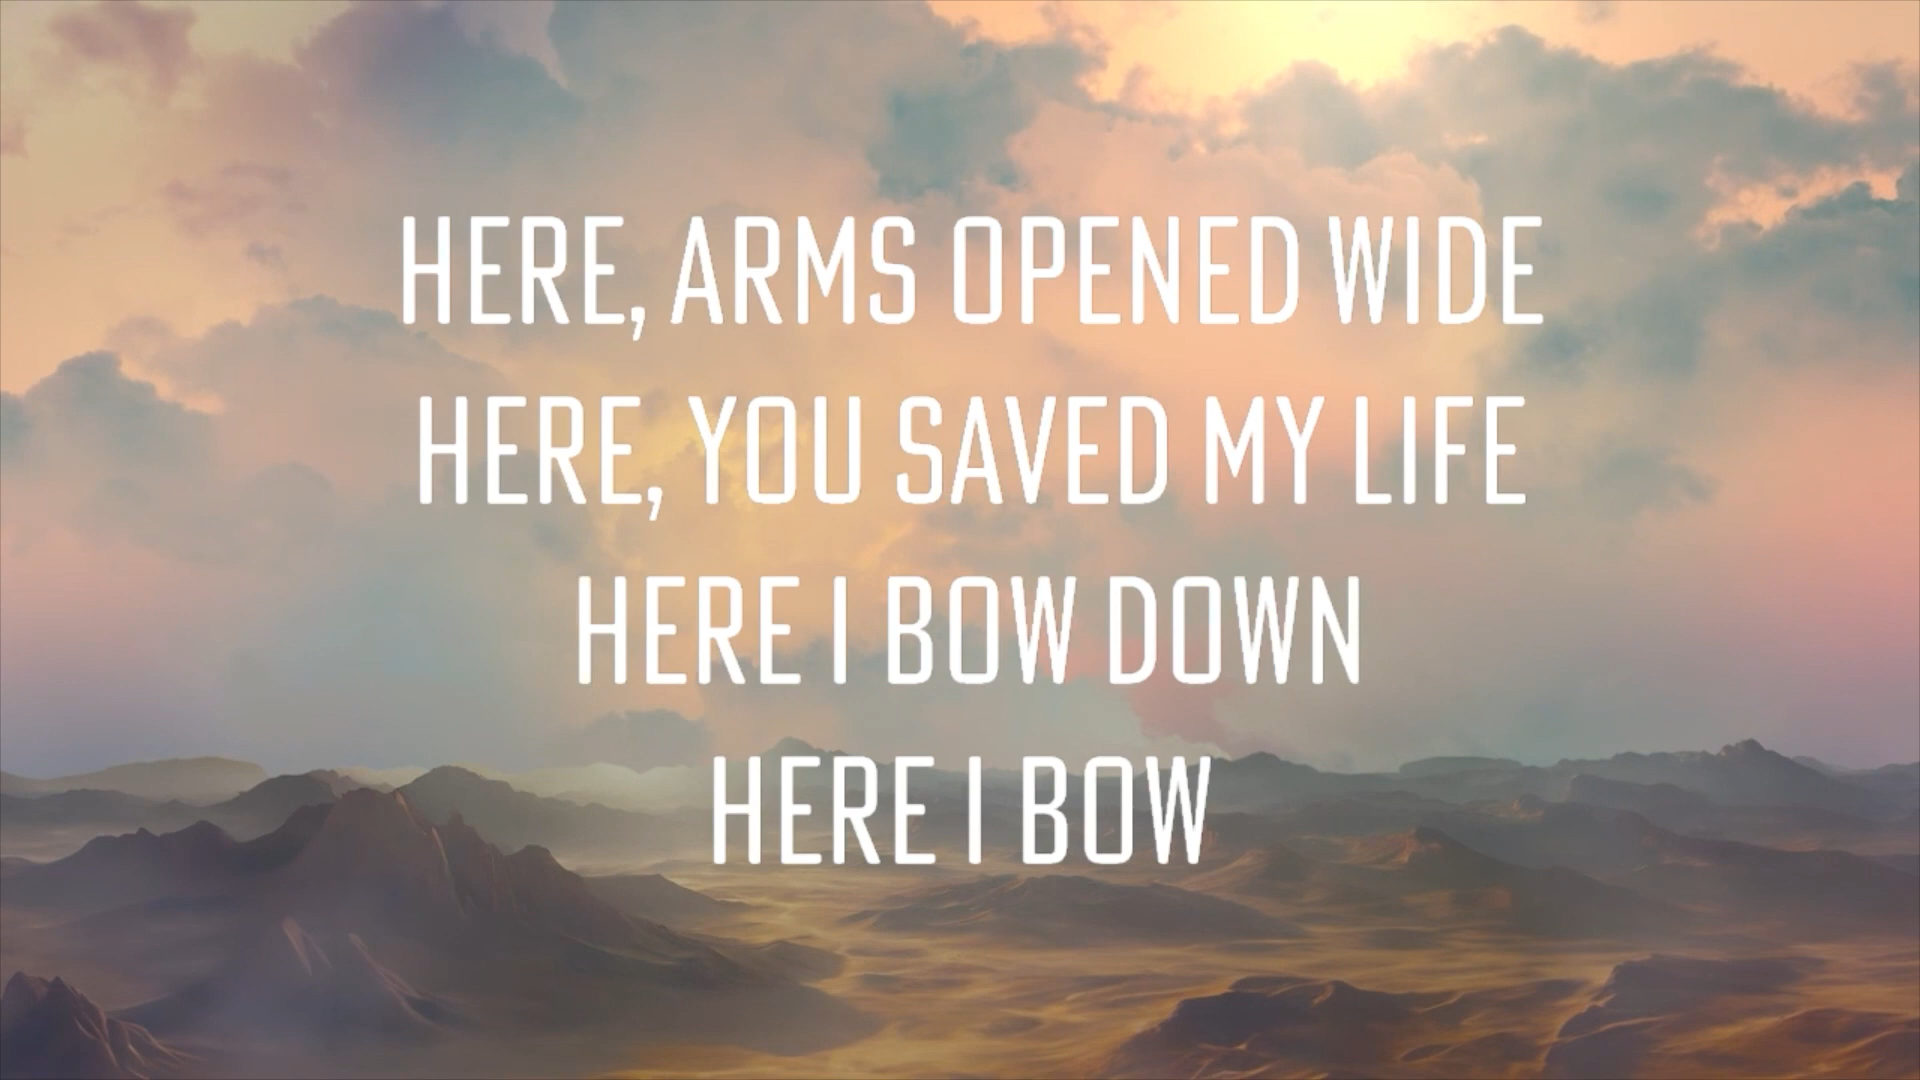 HERE, ARMS OPENED WIDE
HERE, YOU SAVED MY LIFE
HERE I BOW DOWN
HERE I BOW